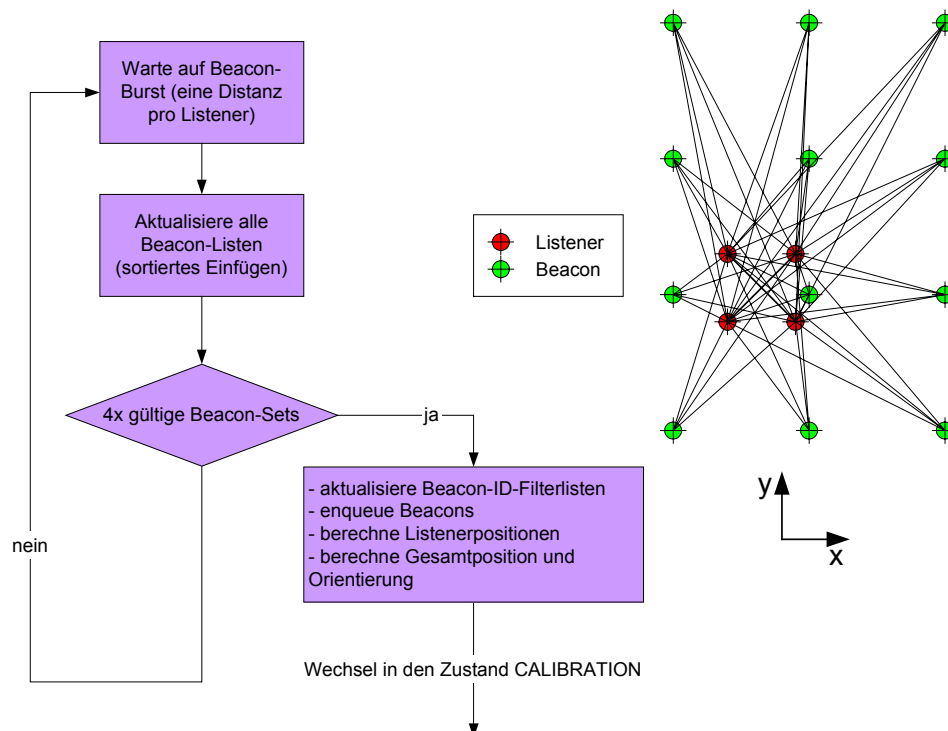 Warte auf Beacon-
Burst (eine Distanz
pro Listener)
Aktualisiere alle
Beacon-Listen
(sortiertes Einfügen)
4x gültige Beacon-Sets
ja
nein
- aktualisiere Beacon-ID-Filterlisten
- enqueue Beacons
- berechne Listenerpositionen
- berechne Gesamtposition und
Orientierung
Wechsel in den Zustand CALIBRATION
Listener
Beacon
y
x